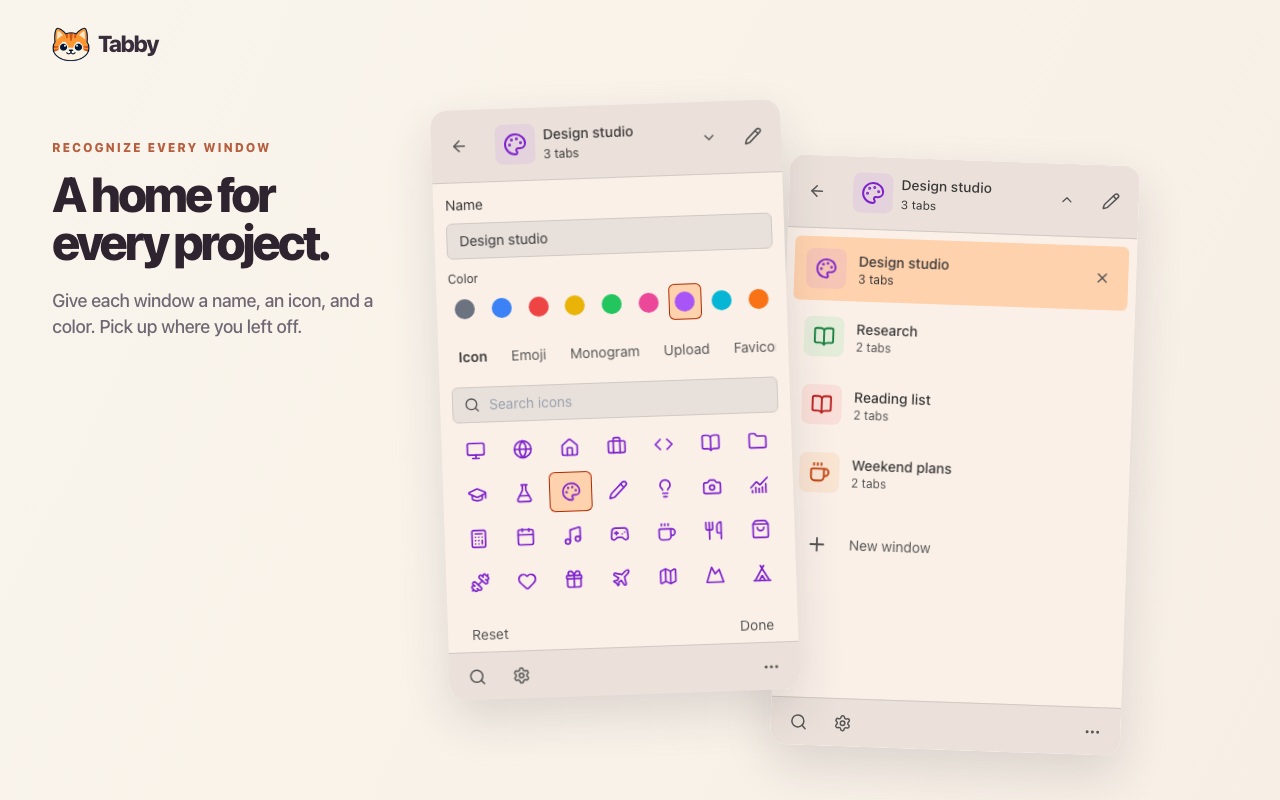 Tabby
RECOGNIZE EVERY WINDOW
A home for
every project.
Give each window a name, an icon, and a
color. Pick up where you left off.
Design studio
3 tabs
Name
Design studio
Color
Icon Emoji Monogram Upload Favico
Search icons
Reset Done
Design studio
3 tabs
Design studio
3 tabs
Research
2 tabs
Reading list
2 tabs
Weekend plans
2 tabs
New window